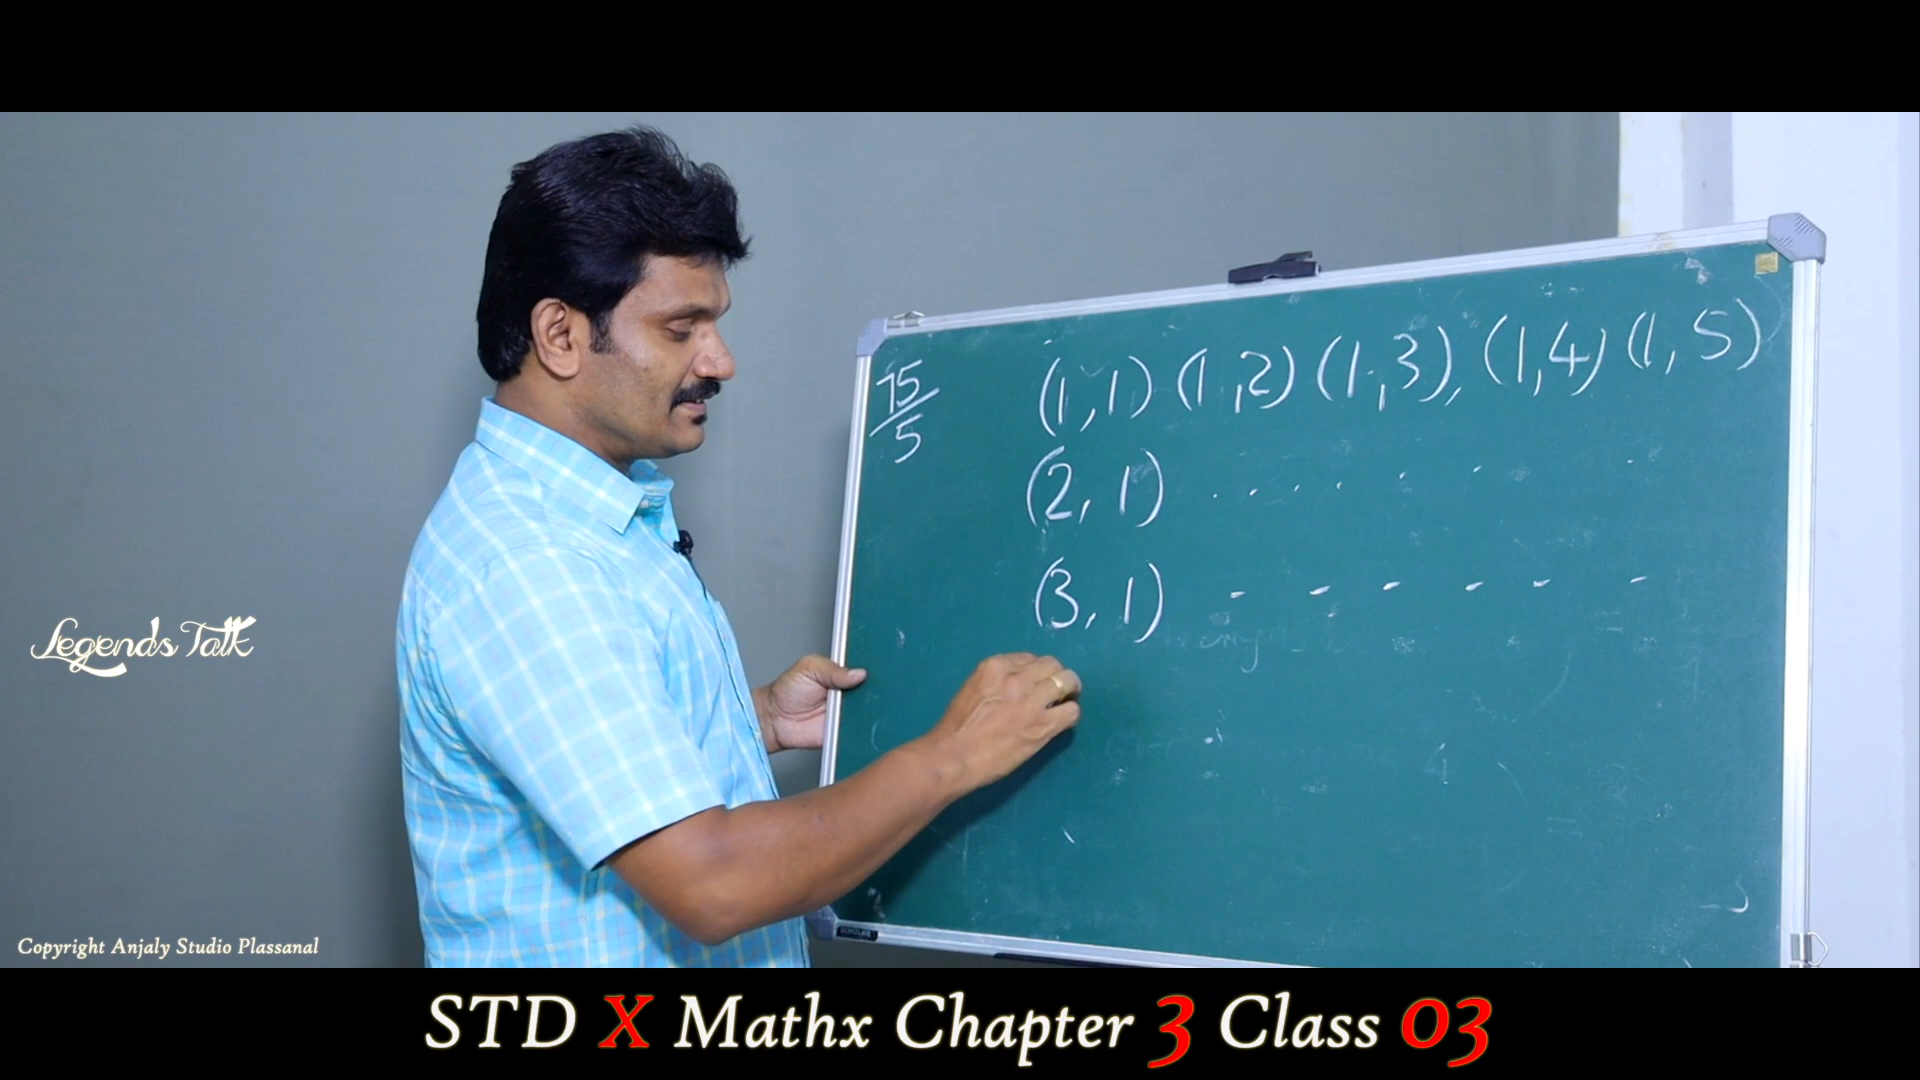 75
5
(1,1) (1,2) (1,3), (1,4) (1,5)
(2,1) . . . . . . .
(3,1) - - - - - -
Legends Talk
Copyright Anjaly Studio Plassanal
STD X Mathx Chapter 3 Class 03